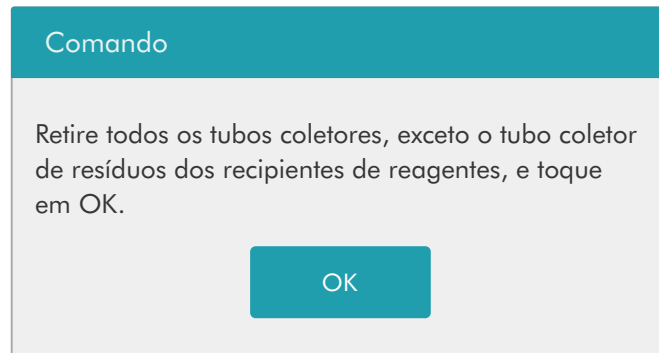 Comando
Retire todos os tubos coletores, exceto o tubo coletor
de resíduos dos recipientes de reagentes, e toque
em OK.
OK